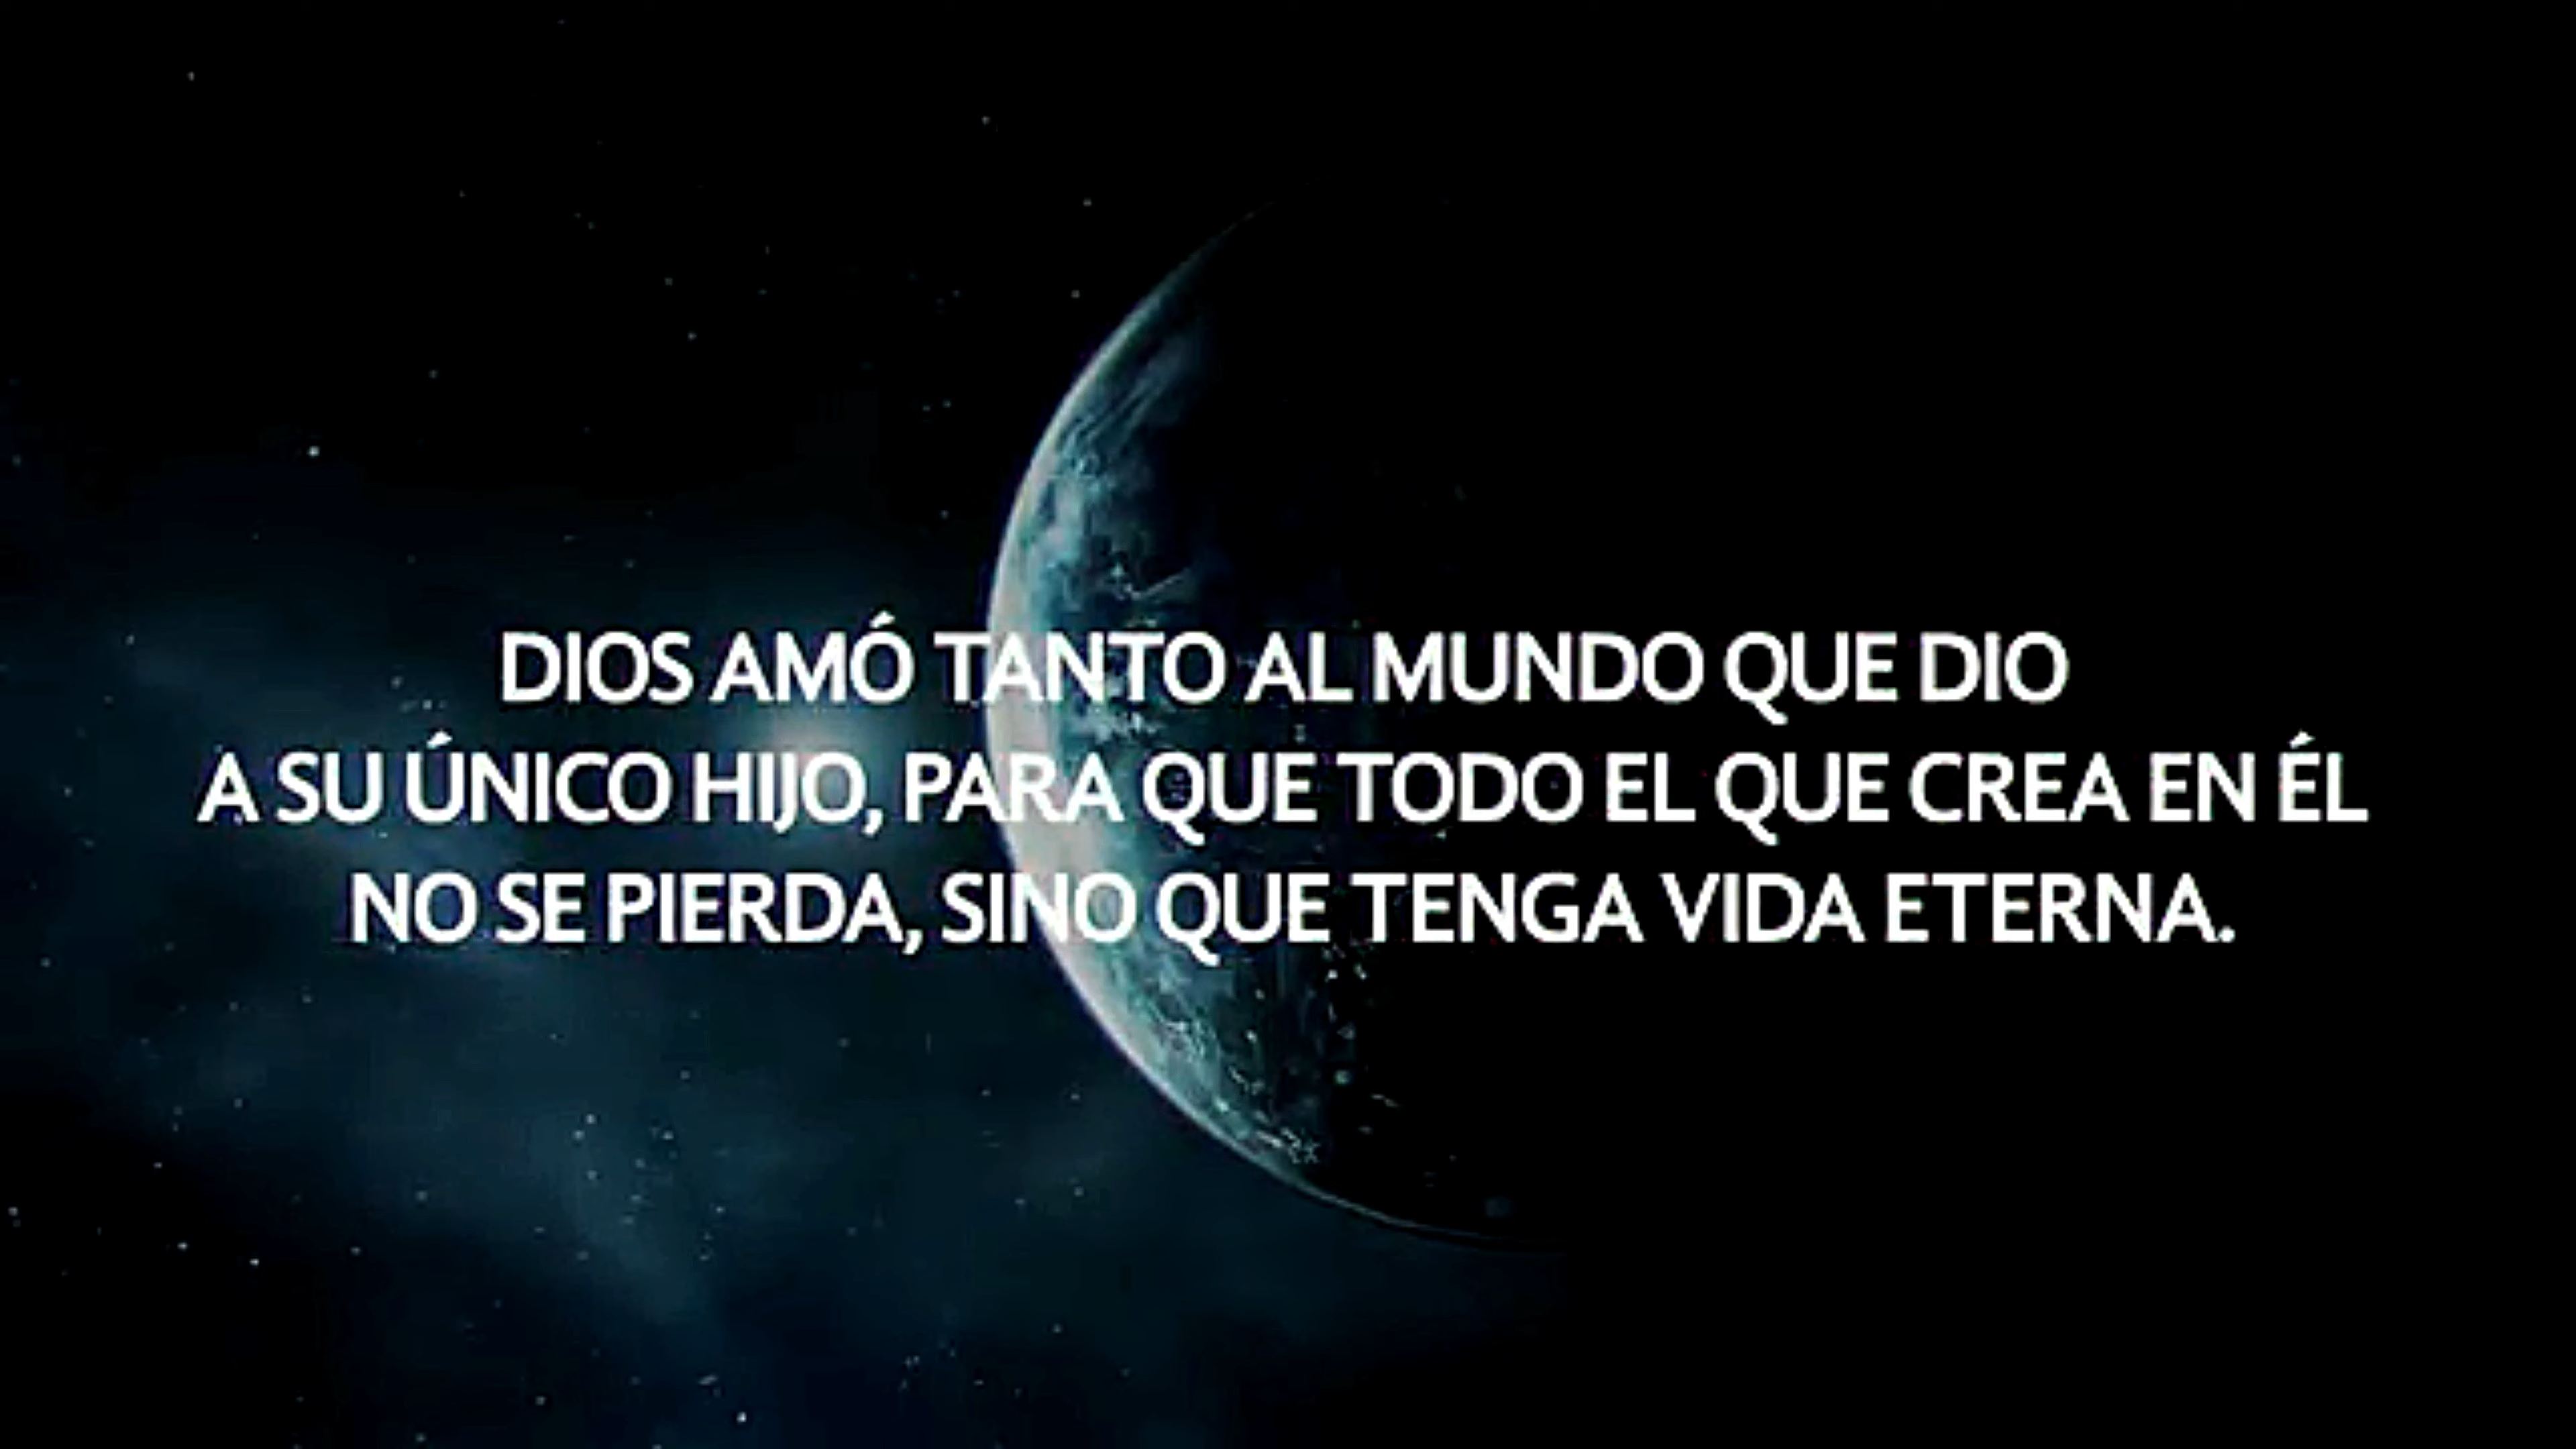 DIOS AMÓ TANTO AL MUNDO QUE DIO
A SU ÚNICO HIJO, PARA QUE TODO EL QUE CREA EN ÉL
NO SE PIERDA, SINO QUE TENGA VIDA ETERNA.